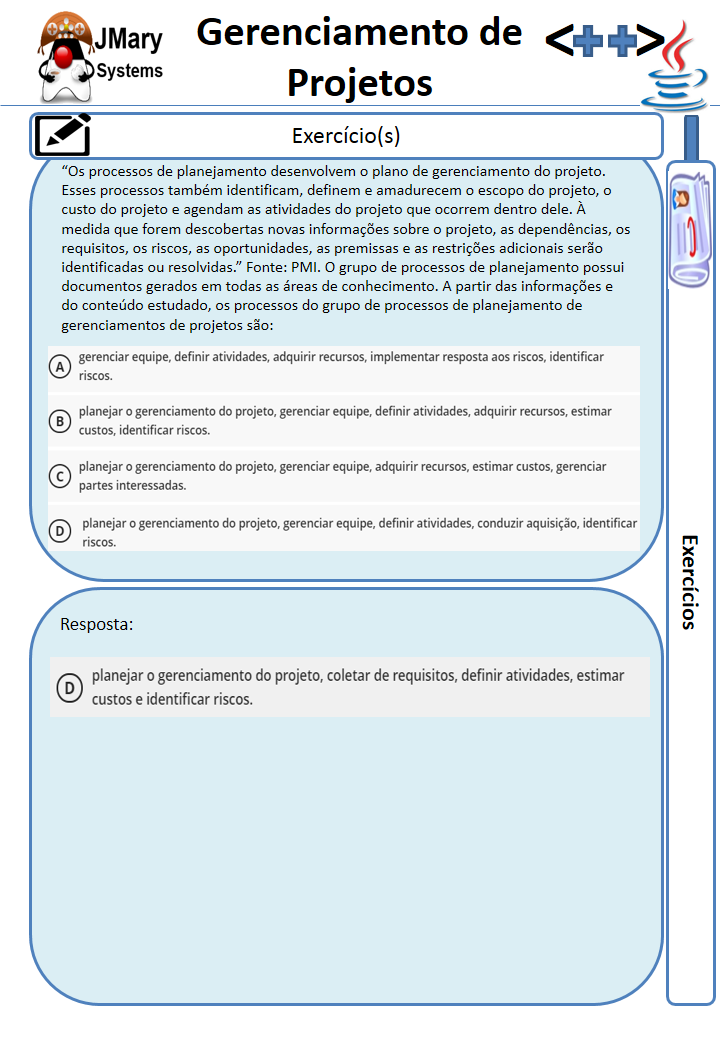 JMary
Systems
Gerenciamento de
Projetos
<++>
Exercício(s)
“Os processos de planejamento desenvolvem o plano de gerenciamento do projeto.
Esses processos também identificam, definem e amadurecem o escopo do projeto, o
custo do projeto e agendam as atividades do projeto que ocorrem dentro dele. À
medida que forem descobertas novas informações sobre o projeto, as dependências, os
requisitos, os riscos, as oportunidades, as premissas e as restrições adicionais serão
identificadas ou resolvidas.” Fonte: PMI. O grupo de processos de planejamento possui
documentos gerados em todas as áreas de conhecimento. A partir das informações e
do conteúdo estudado, os processos do grupo de processos de planejamento de
gerenciamentos de projetos são:
A gerenciar equipe, definir atividades, adquirir recursos, implementar resposta aos riscos, identificar
riscos.
B planejar o gerenciamento do projeto, gerenciar equipe, definir atividades, adquirir recursos, estimar
custos, identificar riscos.
C planejar o gerenciamento do projeto, gerenciar equipe, adquirir recursos, estimar custos, gerenciar
partes interessadas.
D planejar o gerenciamento do projeto, gerenciar equipe, definir atividades, conduzir aquisição, identificar
riscos.
Resposta:
D planejar o gerenciamento do projeto, coletar de requisitos, definir atividades, estimar
custos e identificar riscos.
Exercícios